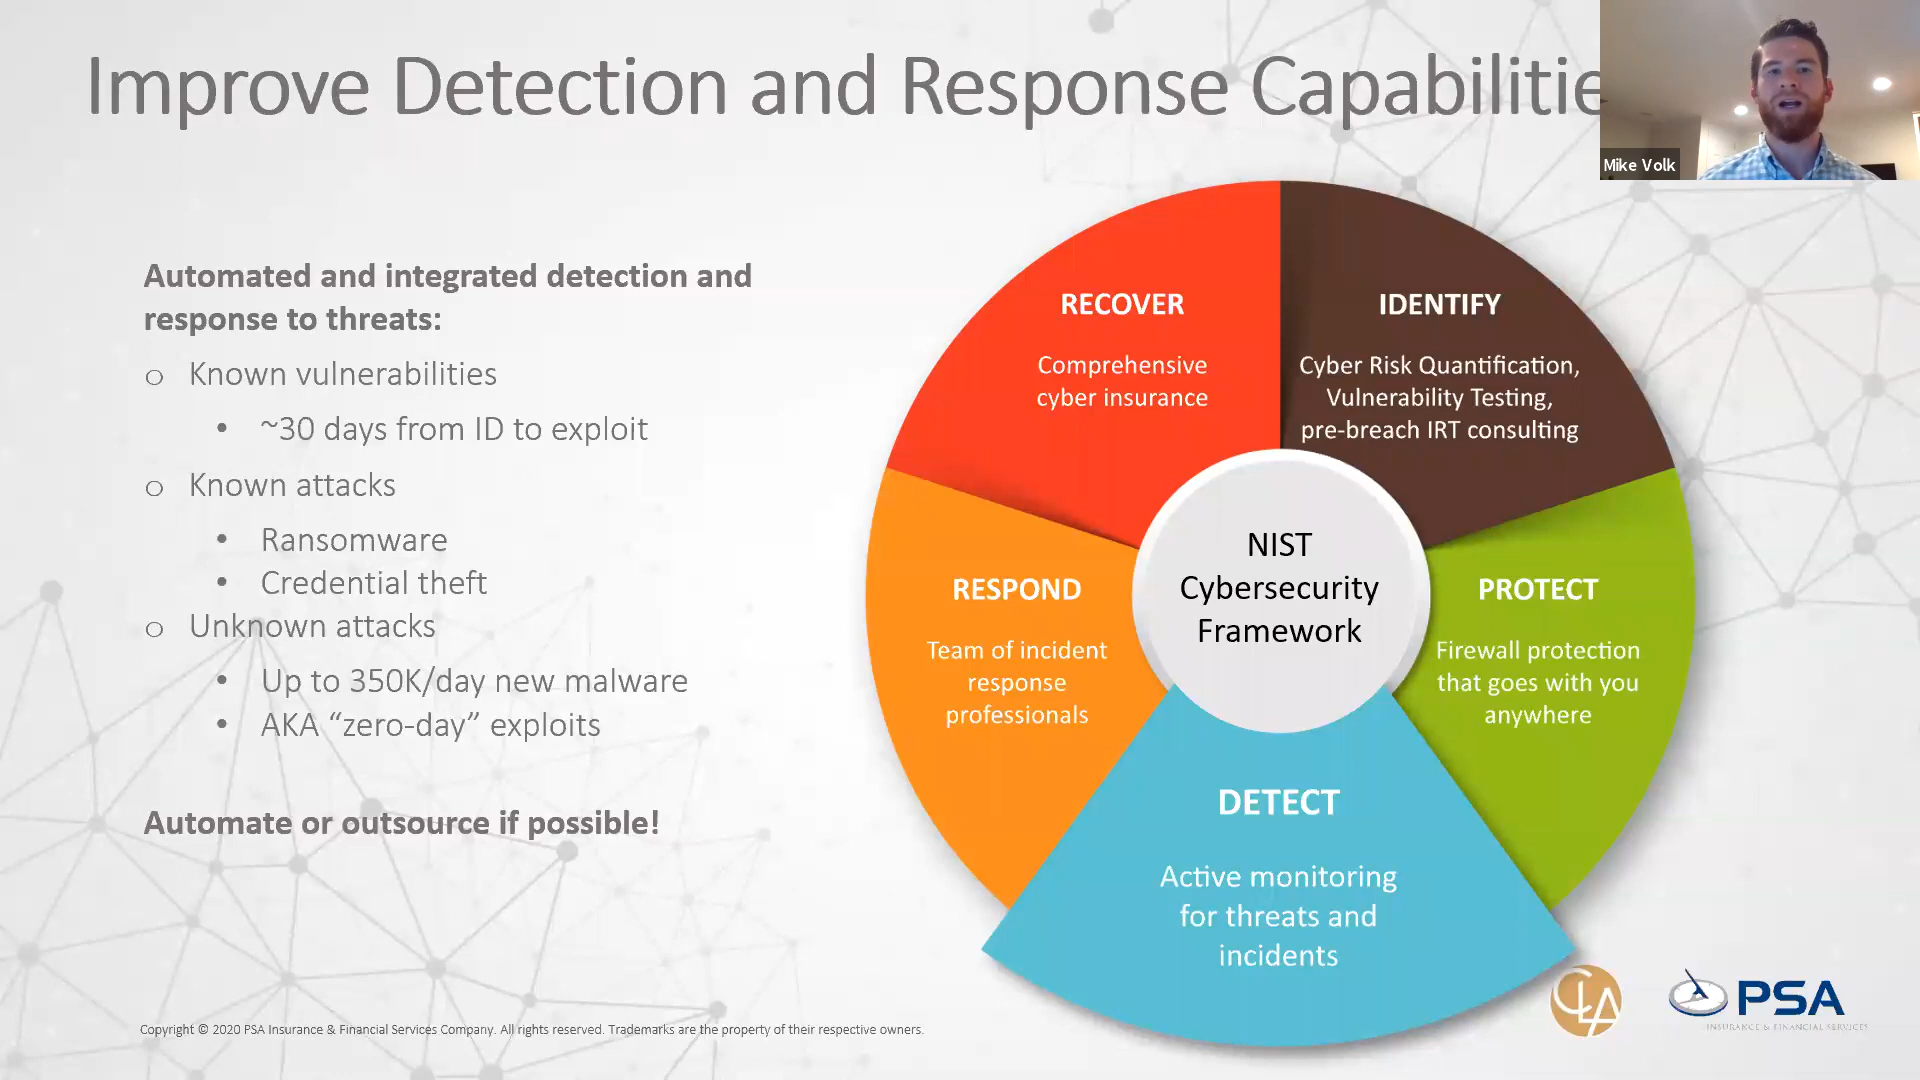 Improve Detection and Response Capabilitie
Mike Volk
Automated and integrated detection and
response to threats:
o Known vulnerabilities
• ~30 days from ID to exploit
o Known attacks
• Ransomware
• Credential theft
o Unknown attacks
• Up to 350K/day new malware
• AKA “zero-day” exploits
Automate or outsource if possible!
RECOVER
Comprehensive
cyber insurance
IDENTIFY
Cyber Risk Quantification,
Vulnerability Testing,
pre-breach IRT consulting
NIST
Cybersecurity
Framework
RESPOND
Team of incident
response
professionals
PROTECT
Firewall protection
that goes with you
anywhere
DETECT
Active monitoring
for threats and
incidents
CLA
PSA
INSURANCE & FINANCIAL SERVICES
Copyright © 2020 PSA Insurance & Financial Services Company. All rights reserved. Trademarks are the property of their respective owners.